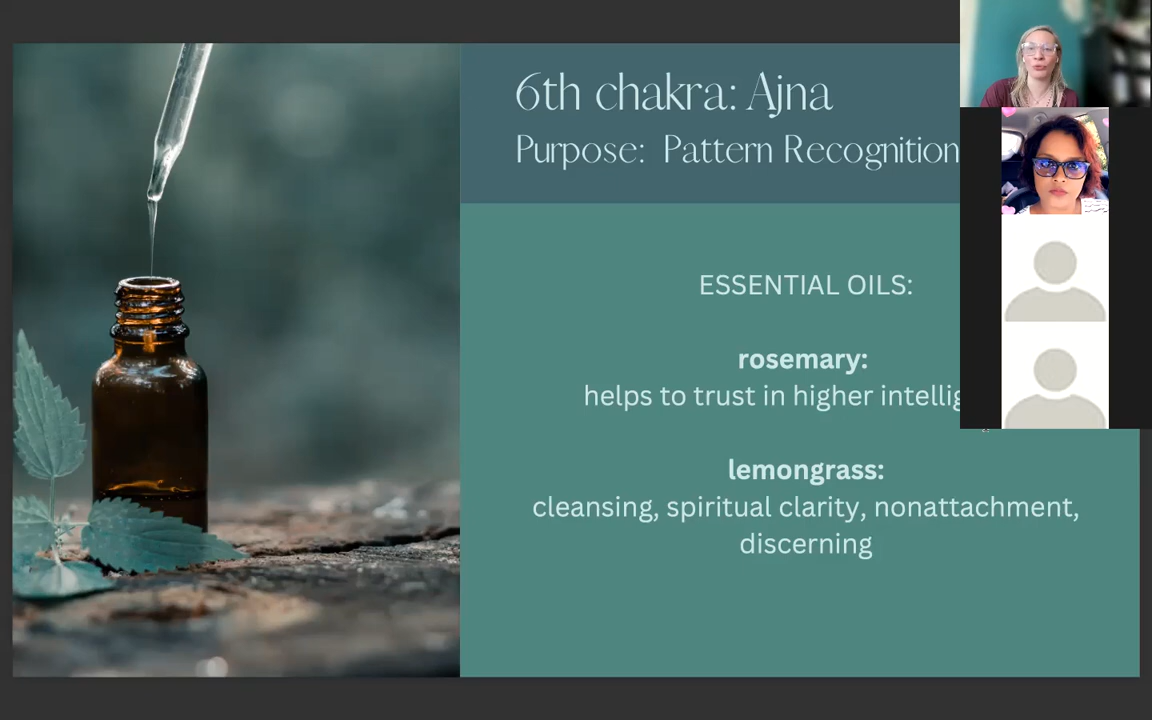 6th chakra: Ajna
Purpose: Pattern Recognition
ESSENTIAL OILS:
rosemary:
helps to trust in higher
lemongrass:
cleansing, spiritual clarity, nonattachment,
discerning